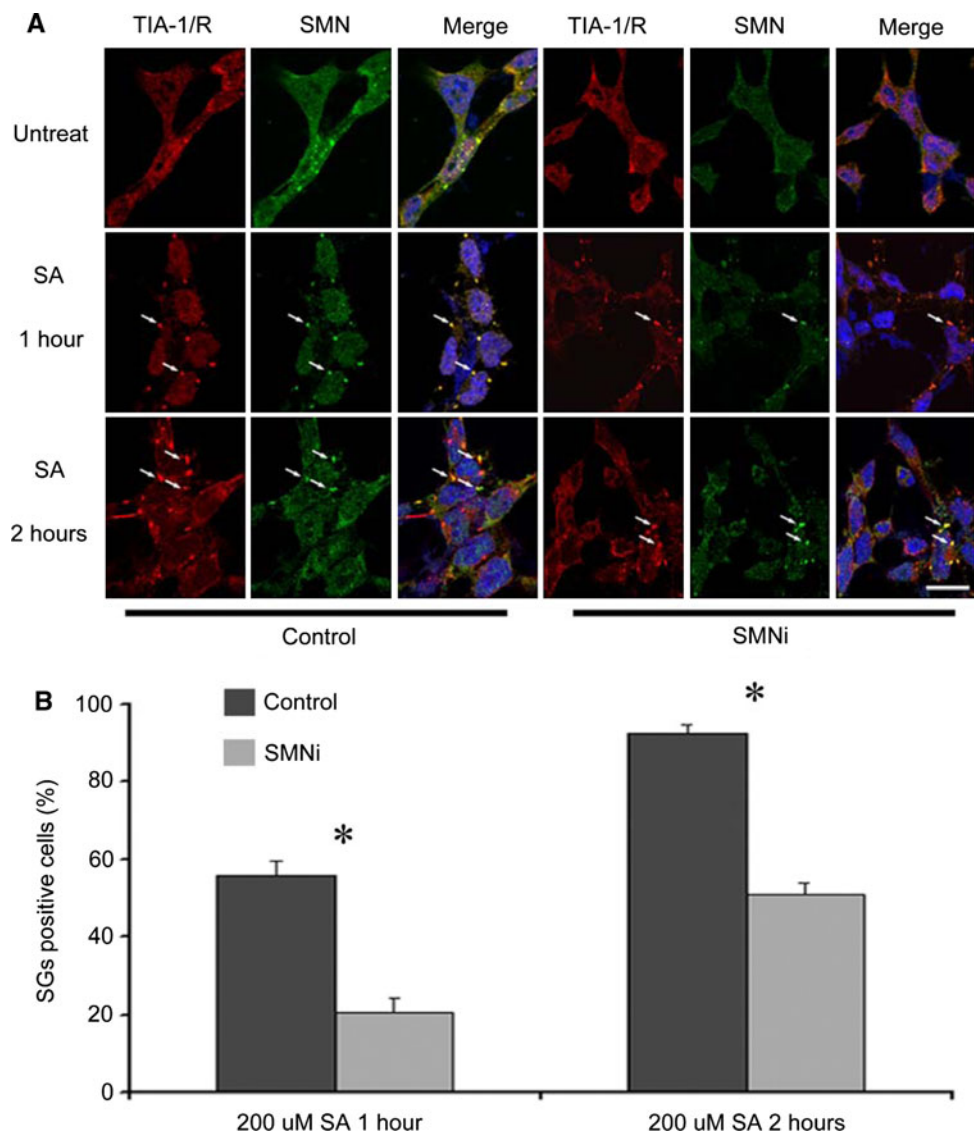 A
TIA-1/R SMN Merge TIA-1/R SMN Merge
Untreat
SA
1 hour
SA
2 hours
Control SMNi
B
Control
SMNi
*
*
SGs positive cells (%)
100
80
60
40
20
0
200 uM SA 1 hour 200 uM SA 2 hours